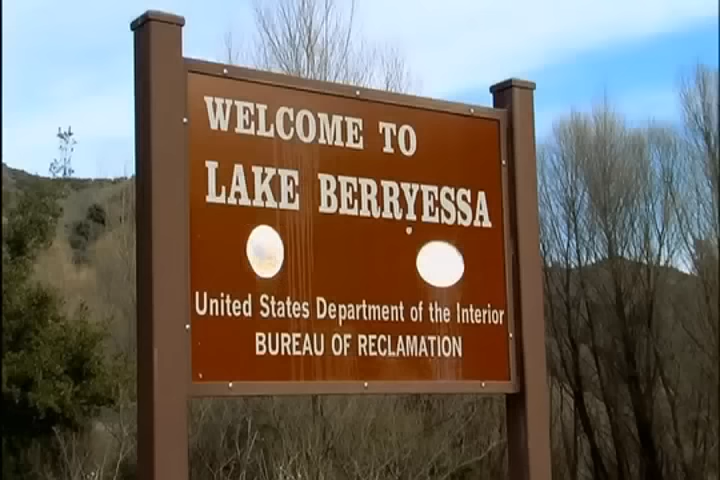 WELCOME TO
LAKE BERRYESSA
United States Department of the Interior
BUREAU OF RECLAMATION